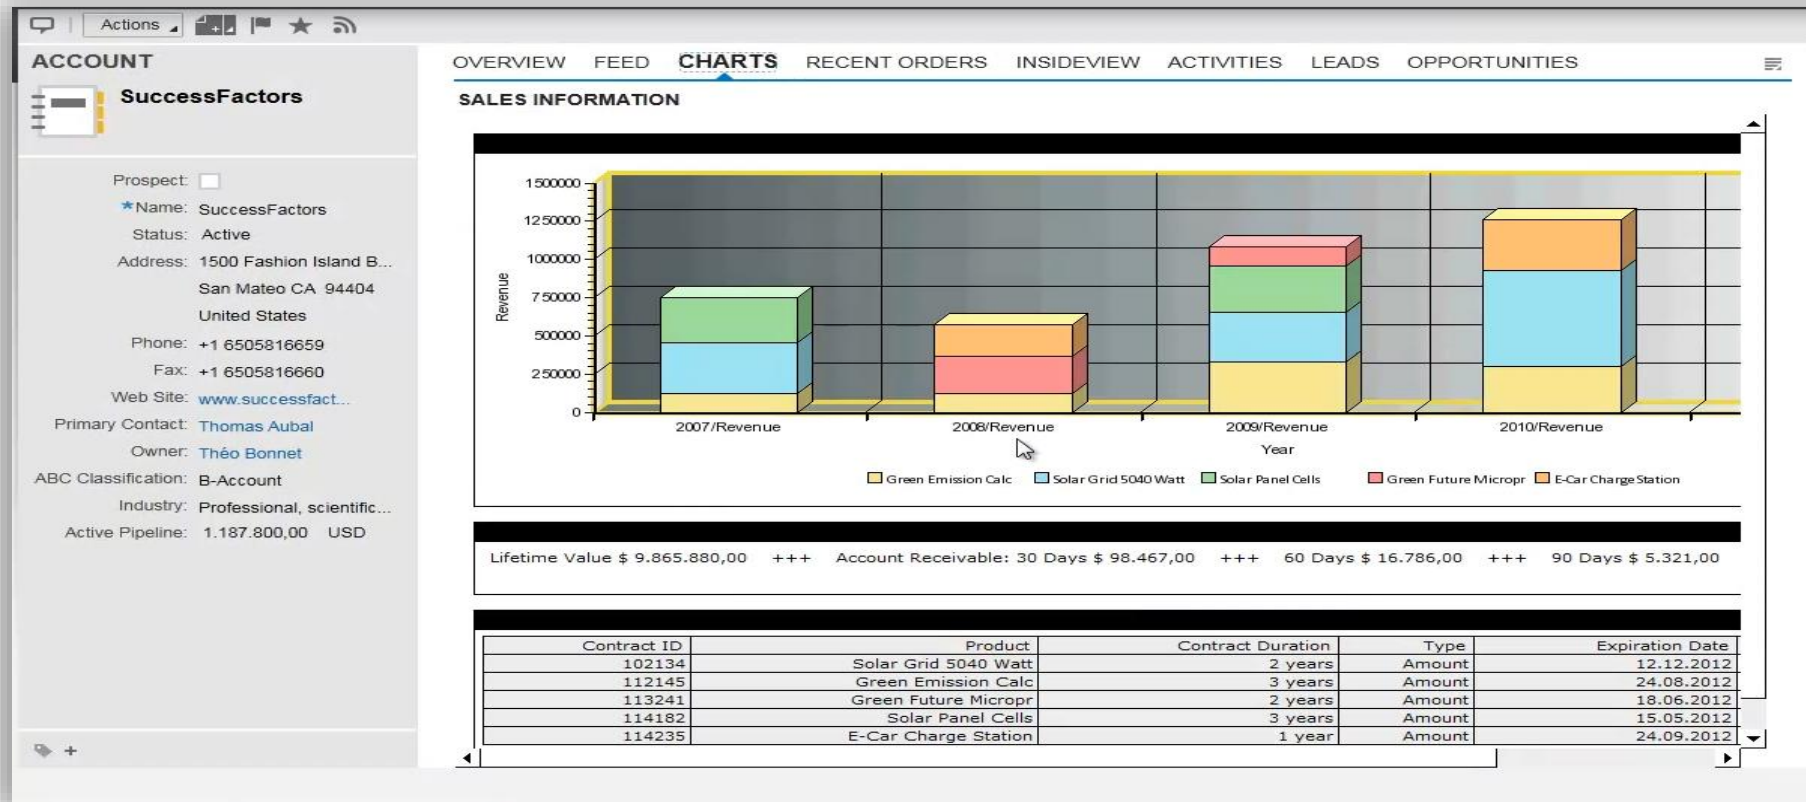 Actions
ACCOUNT
SuccessFactors
Prospect:
*Name: SuccessFactors
Status: Active
Address: 1500 Fashion Island B...
San Mateo CA 94404
United States
Phone: +1 6505816659
Fax: +1 6505816660
Web Site: www.successfact...
Primary Contact: Thomas Aubal
Owner: Théo Bonnet
ABC Classification: B-Account
Industry: Professional, scientific...
Active Pipeline: 1.187.800,00 USD
OVERVIEW FEED CHARTS RECENT ORDERS INSIDEVIEW ACTIVITIES LEADS OPPORTUNITIES
SALES INFORMATION
1500000
1250000
1000000
750000
500000
250000
0
Revenue
2007/Revenue 2008/Revenue 2009/Revenue 2010/Revenue
Year
Green Emission Calc Solar Grid 5040 Watt Solar Panel Cells Green Future Micropr E-Car Charge Station
Lifetime Value $ 9.865.880,00 +++ Account Receivable: 30 Days $ 98.467,00 +++ 60 Days $ 16.786,00 +++ 90 Days $ 5.321,00
Contract ID Product Contract Duration Type Expiration Date
102134 Solar Grid 5040 Watt 2 years Amount 12.12.2012
112145 Green Emission Calc 3 years Amount 24.08.2012
113241 Green Future Micropr 2 years Amount 18.06.2012
114182 Solar Panel Cells 3 years Amount 15.05.2012
114235 E-Car Charge Station 1 year Amount 24.09.2012